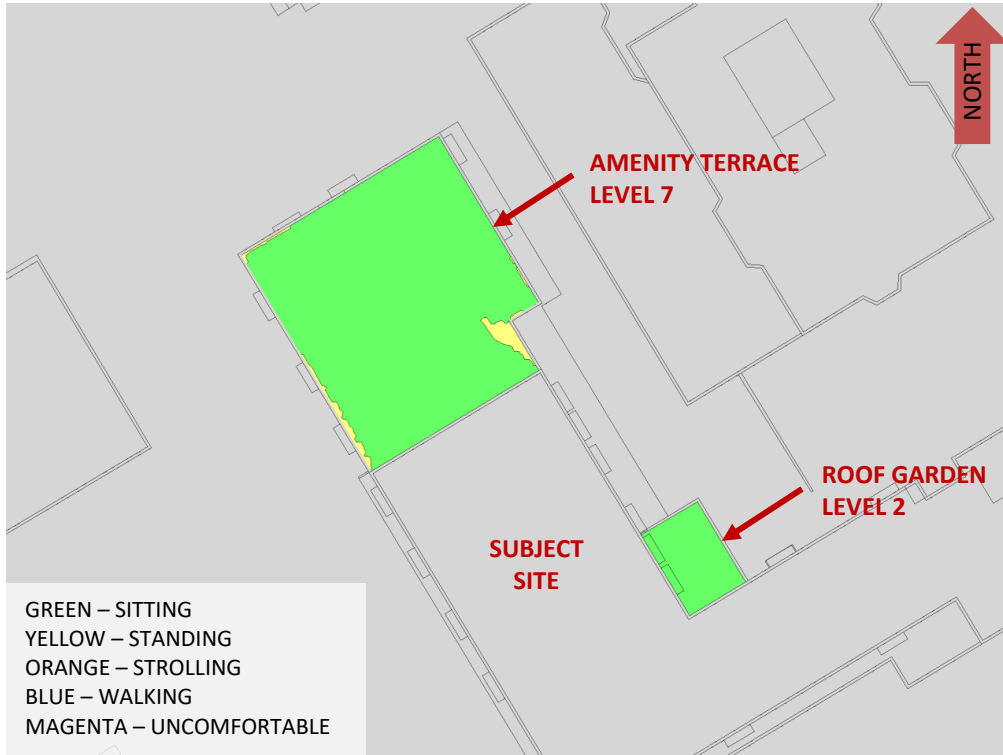 NORTH
AMENITY TERRACE
LEVEL 7
ROOF GARDEN
LEVEL 2
SUBJECT
SITE
GREEN – SITTING
YELLOW – STANDING
ORANGE – STROLLING
BLUE – WALKING
MAGENTA – UNCOMFORTABLE